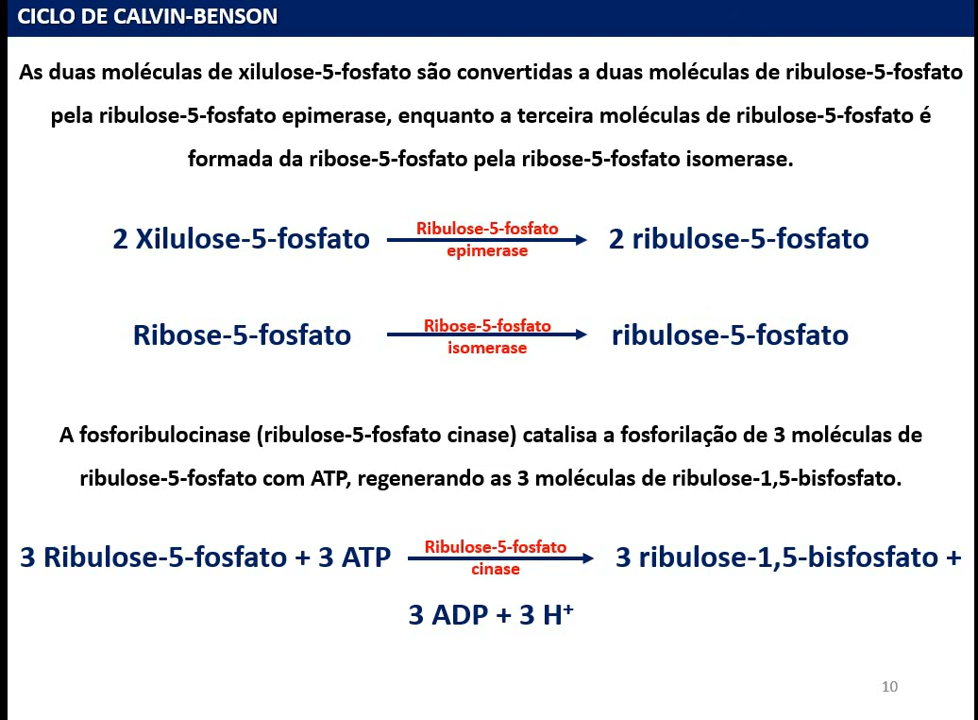 CICLO DE CALVIN-BENSON
As duas moléculas de xilulose-5-fosfato são convertidas a duas moléculas de ribulose-5-fosfato
pela ribulose-5-fosfato epimerase, enquanto a terceira moléculas de ribulose-5-fosfato é
formada da ribose-5-fosfato pela ribose-5-fosfato isomerase.
2 Xilulose-5-fosfato Ribulose-5-fosfato 2 ribulose-5-fosfato
epimerase
Ribose-5-fosfato Ribose-5-fosfato ribulose-5-fosfato
isomerase
A fosforibulocinase (ribulose-5-fosfato cinase) catalisa a fosforilação de 3 moléculas de
ribulose-5-fosfato com ATP, regenerando as 3 moléculas de ribulose-1,5-bisfosfato.
3 Ribulose-5-fosfato + 3 ATP Ribulose-5-fosfato 3 ribulose-1,5-bisfosfato +
cinase
3 ADP + 3 H⁺
10